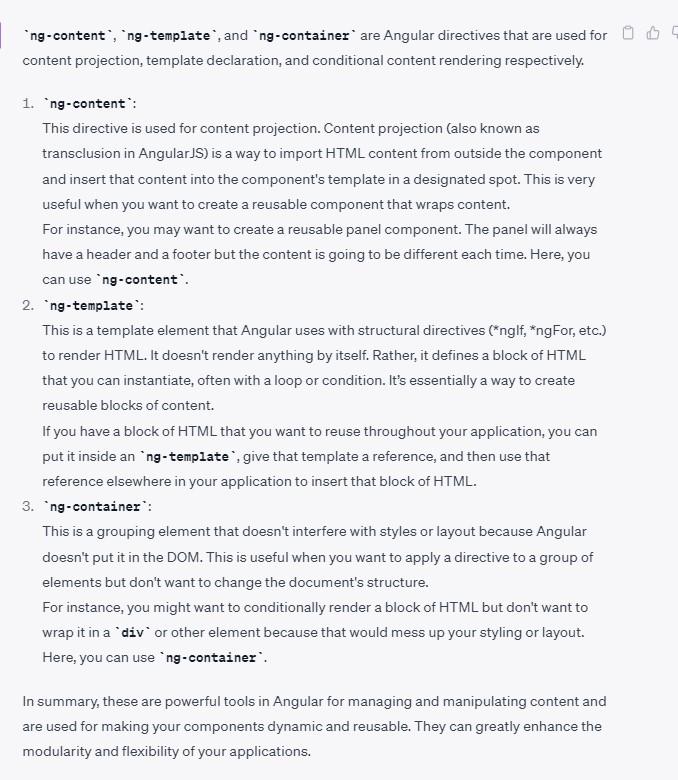 `ng-content`, `ng-template`, and `ng-container` are Angular directives that are used for
content projection, template declaration, and conditional content rendering respectively.
1. `ng-content`:
This directive is used for content projection. Content projection (also known as
transclusion in AngularJS) is a way to import HTML content from outside the component
and insert that content into the component's template in a designated spot. This is very
useful when you want to create a reusable component that wraps content.
For instance, you may want to create a reusable panel component. The panel will always
have a header and a footer but the content is going to be different each time. Here, you
can use `ng-content`.
2. `ng-template`:
This is a template element that Angular uses with structural directives (*ngIf, *ngFor, etc.)
to render HTML. It doesn't render anything by itself. Rather, it defines a block of HTML
that you can instantiate, often with a loop or condition. It's essentially a way to create
reusable blocks of content.
If you have a block of HTML that you want to reuse throughout your application, you can
put it inside an `ng-template`, give that template a reference, and then use that
reference elsewhere in your application to insert that block of HTML.
3. `ng-container`:
This is a grouping element that doesn't interfere with styles or layout because Angular
doesn't put it in the DOM. This is useful when you want to apply a directive to a group of
elements but don't want to change the document's structure.
For instance, you might want to conditionally render a block of HTML but don't want to
wrap it in a `div` or other element because that would mess up your styling or layout.
Here, you can use `ng-container`.
In summary, these are powerful tools in Angular for managing and manipulating content and
are used for making your components dynamic and reusable. They can greatly enhance the
modularity and flexibility of your applications.